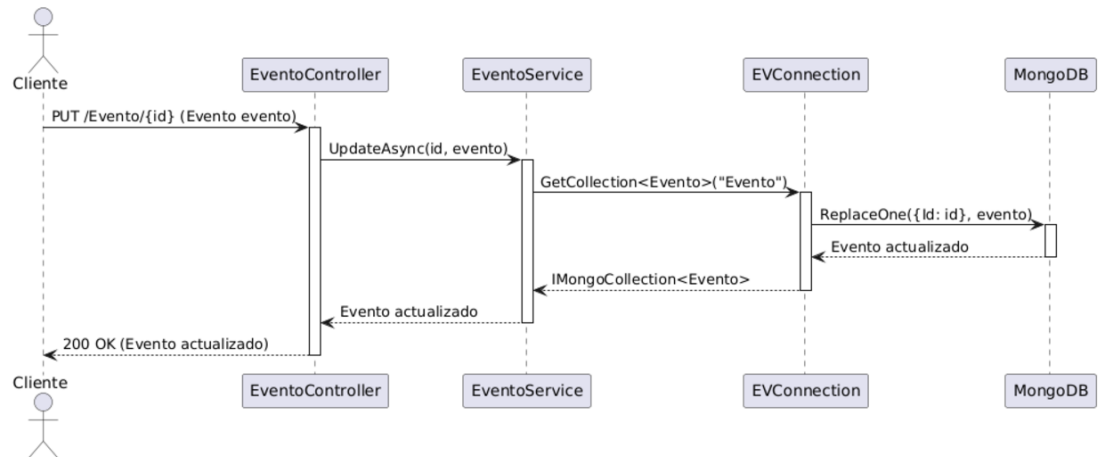 Cliente
EventoController
EventoService
EVConnection
MongoDB
PUT /Evento/{id} (Evento evento)
UpdateAsync(id, evento)
GetCollection<Evento>("Evento")
ReplaceOne({Id: id}, evento)
Evento actualizado
IMongoCollection<Evento>
Evento actualizado
200 OK (Evento actualizado)
Cliente
EventoController
EventoService
EVConnection
MongoDB